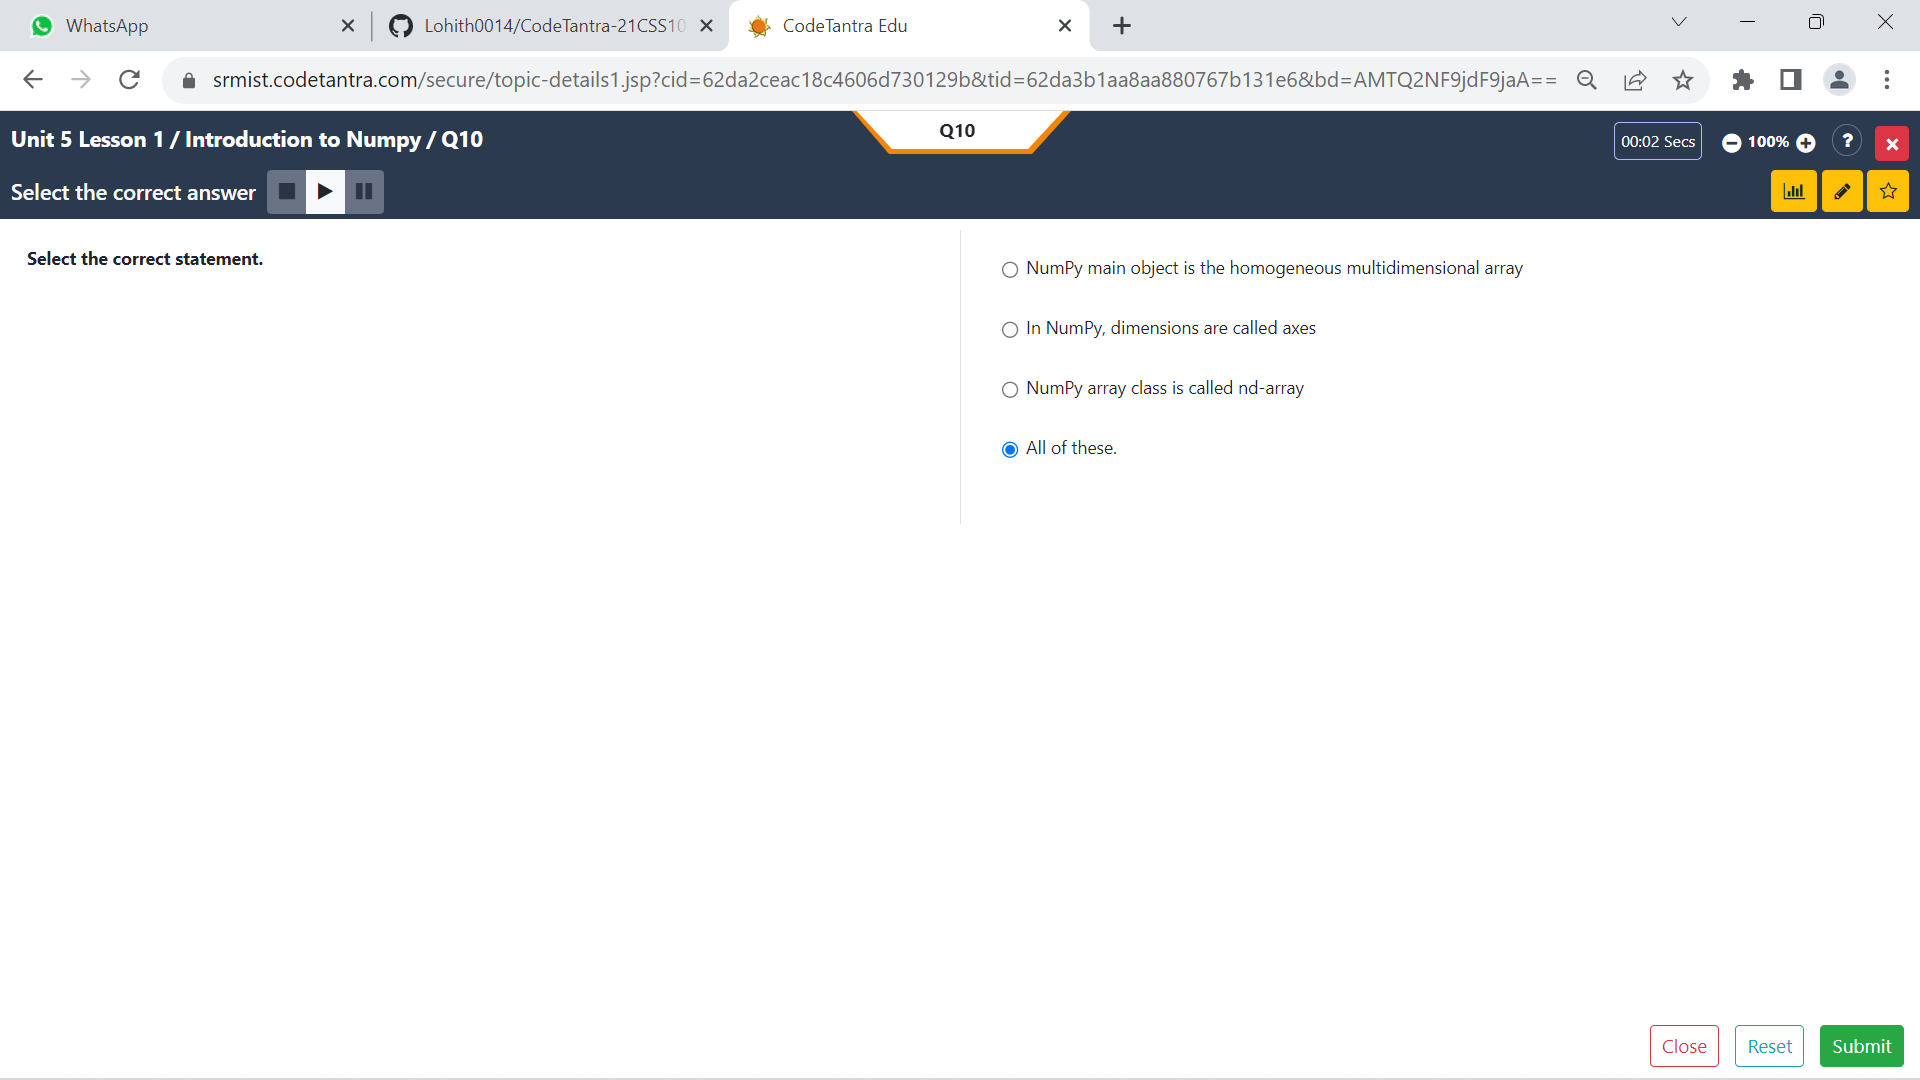 WhatsApp
Lohith0014/CodeTantra-21CSS10
CodeTantra Edu
srmist.codetantra.com/secure/topic-details1.jsp?cid=62da2ceac18c4606d730129b&tid=62da3b1aa8aa880767b131e6&bd=AMTQ2NF9jdF9jaA==
Unit 5 Lesson 1 / Introduction to Numpy / Q10
Q10
00:02 Secs
100%
?
Select the correct answer
Select the correct statement.
NumPy main object is the homogeneous multidimensional array
In NumPy, dimensions are called axes
NumPy array class is called nd-array
All of these.
Close
Reset
Submit